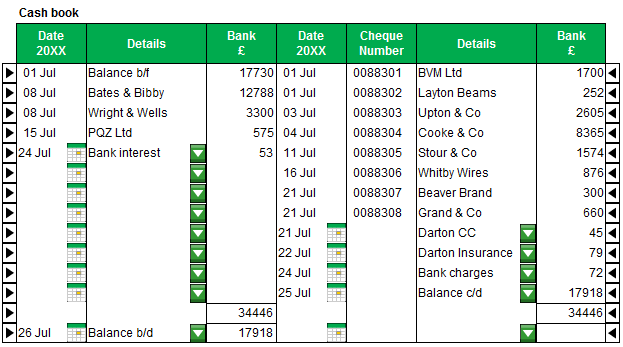 Cash book
Date 20XX Details Bank £ Date 20XX Cheque Number Details Bank £
01 Jul Balance b/f 17730 01 Jul 0088301 BVM Ltd 1700
08 Jul Bates & Bibby 12788 01 Jul 0088302 Layton Beams 252
08 Jul Wright & Wells 3300 03 Jul 0088303 Upton & Co 2605
15 Jul PQZ Ltd 575 04 Jul 0088304 Cooke & Co 8365
24 Jul Bank interest 53 11 Jul 0088305 Stour & Co 1574
16 Jul 0088306 Whitby Wires 876
21 Jul 0088307 Beaver Brand 300
21 Jul 0088308 Grand & Co 660
21 Jul Darton CC 45
22 Jul Darton Insurance 79
24 Jul Bank charges 72
25 Jul Balance c/d 17918
34446 34446
26 Jul Balance b/d 17918